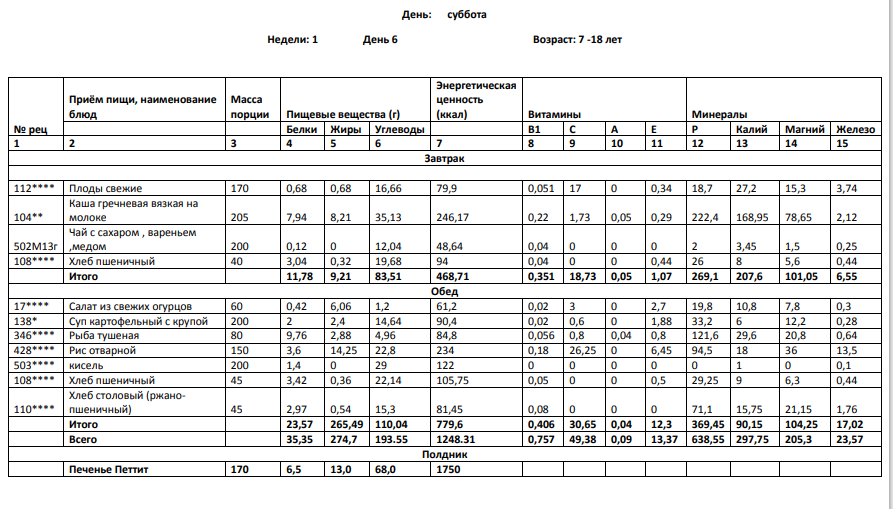 День: суббота
Недели: 1 День 6 Возраст: 7 -18 лет
№ рец Приём пищи, наименование блюд Масса порции Пищевые вещества (г) Энергетическая ценность (ккал) Витамины Минералы
Белки Жиры Углеводы В1 С А Е Р Калий Магний Железо
1 2 3 4 5 6 7 8 9 10 11 12 13 14 15
Завтрак
112**** Плоды свежие 170 0,68 0,68 16,66 79,9 0,051 17 0 0,34 18,7 27,2 15,3 3,74
104** Каша гречневая вязкая на молоке 205 7,94 8,21 35,13 246,17 0,22 1,73 0,05 0,29 222,4 168,95 78,65 2,12
502М13г Чай с сахаром , вареньем ,медом 200 0,12 0 12,04 48,64 0,04 0 0 0 2 3,45 1,5 0,25
108**** Хлеб пшеничный 40 3,04 0,32 19,68 94 0,04 0 0 0,44 26 8 5,6 0,44
Итого 11,78 9,21 83,51 468,71 0,351 18,73 0,05 1,07 269,1 207,6 101,05 6,55
Обед
17**** Салат из свежих огурцов 60 0,42 6,06 1,2 61,2 0,02 3 0 2,7 19,8 10,8 7,8 0,3
138* Суп картофельный с крупой 200 2 2,4 14,64 90,4 0,02 0,6 0 1,88 33,2 6 12,2 0,28
346**** Рыба тушеная 80 9,76 2,88 4,96 84,8 0,056 0,8 0,04 0,8 121,6 29,6 20,8 0,64
428**** Рис отварной 150 3,6 14,25 22,8 234 0,18 26,25 0 6,45 94,5 18 36 13,5
503**** кисель 200 1,4 0 29 122 0 0 0 0 0 1 0 0,1
108**** Хлеб пшеничный 45 3,42 0,36 22,14 105,75 0,05 0 0 0,5 29,25 9 6,3 0,44
110**** Хлеб столовый (ржано-пшеничный) 45 2,97 0,54 15,3 81,45 0,08 0 0 0 71,1 15,75 21,15 1,76
Итого 23,57 265,49 110,04 779,6 0,406 30,65 0,04 12,3 369,45 90,15 104,25 17,02
Всего 35,35 274,7 193.55 1248.31 0,757 49,38 0,09 13,37 638,55 297,75 205,3 23,57
Полдник
Печенье Петтит 170 6,5 13,0 68,0 1750